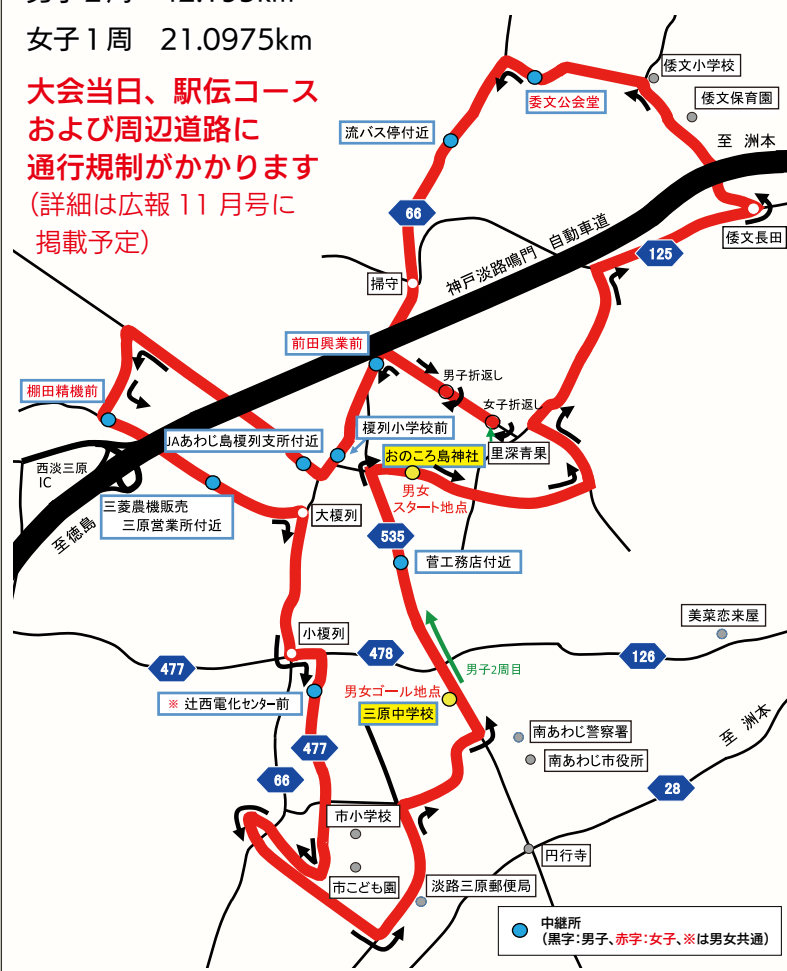 男子2周 42.195km
女子1周 21.0975km
大会当日、駅伝コース
および周辺道路に
通行規制がかかります
(詳細は広報 11 月号に
掲載予定)
倭文小学校
委文公会堂
倭文保育園
流バス停付近
至 洲本
66
倭文長田
125
神戸淡路鳴門 自動車道
掃守
前田興業前
男子折返し
棚田精機前
女子折返し
榎列小学校前
JAあわじ島榎列支所付近
おのころ島神社
里深青果
西淡三原
IC
男女
スタート地点
三菱農機販売
三原営業所付近
大榎列
至徳島
535
菅工務店付近
美菜恋来屋
小榎列
478
126
477
男子2周目
男女ゴール地点
※ 辻西電化センター前
三原中学校
南あわじ警察署
至 洲本
477
南あわじ市役所
66
28
市小学校
円行寺
市こども園
淡路三原郵便局
中継所
(黒字:男子、赤字:女子、※は男女共通)